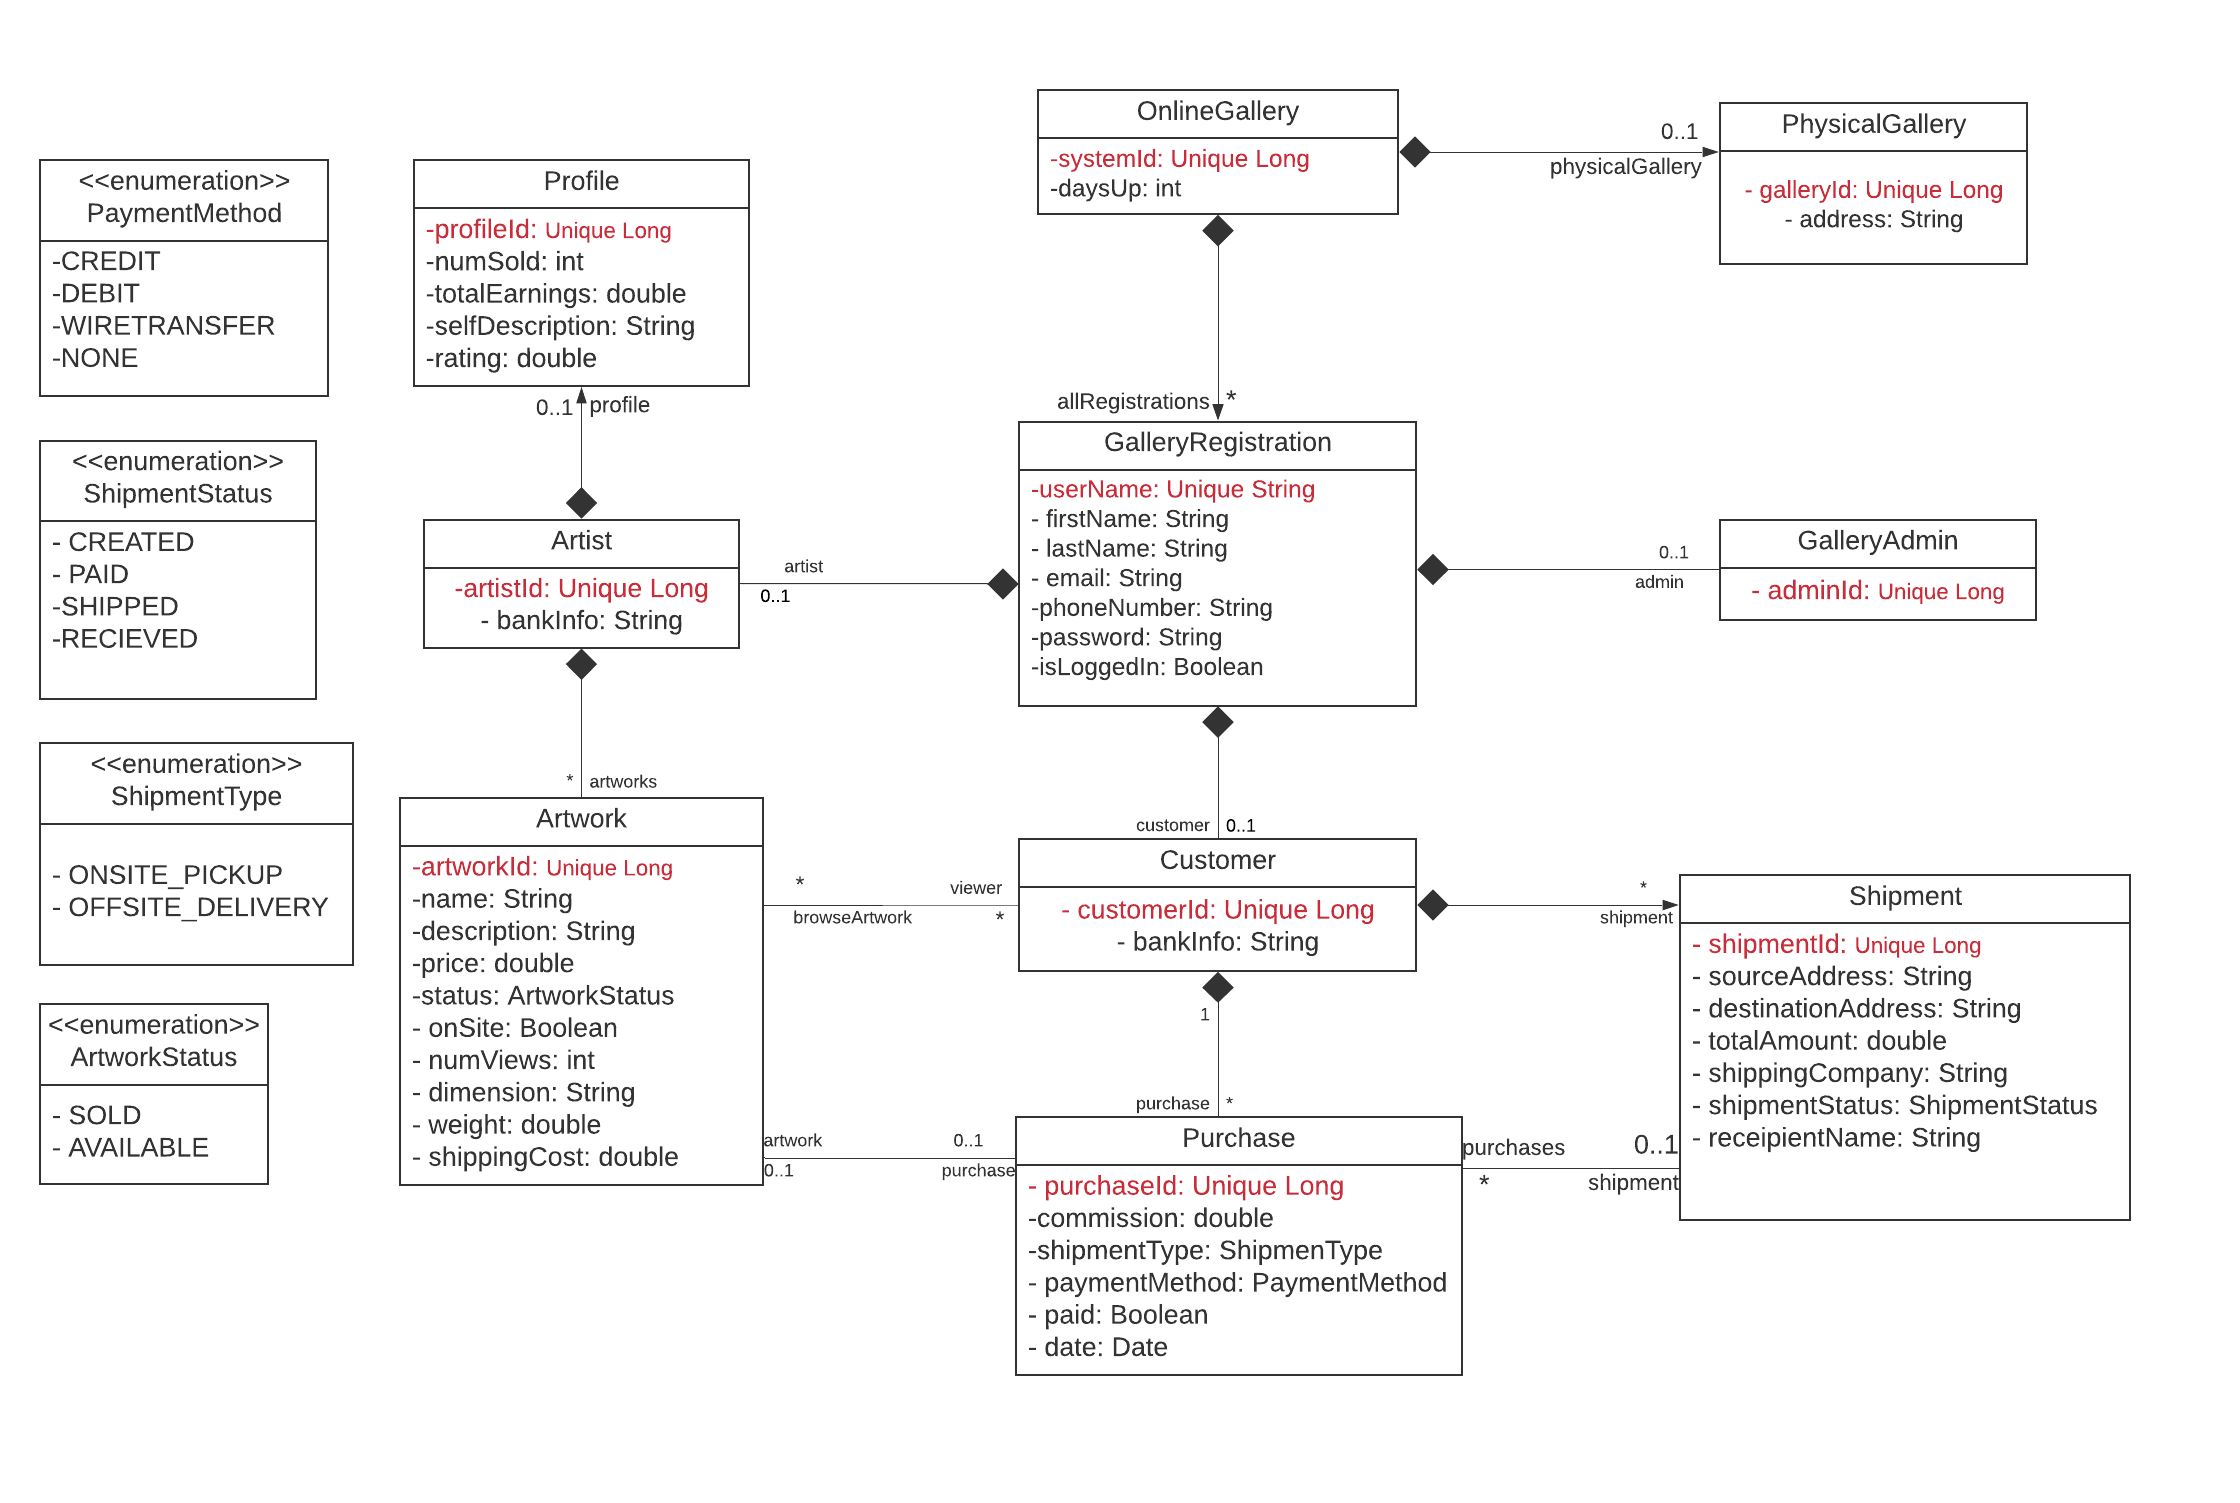 <<enumeration>>
PaymentMethod
-CREDIT
-DEBIT
-WIRETRANSFER
-NONE
<<enumeration>>
ShipmentStatus
- CREATED
- PAID
-SHIPPED
-RECIEVED
<<enumeration>>
ShipmentType
- ONSITE_PICKUP
- OFFSITE_DELIVERY
<<enumeration>>
ArtworkStatus
- SOLD
- AVAILABLE
Profile
-profileId: Unique Long
-numSold: int
-totalEarnings: double
-selfDescription: String
-rating: double
0..1 profile
Artist
-artistId: Unique Long
- bankInfo: String
artist
0..1
* artworks
Artwork
-artworkId: Unique Long
-name: String
-description: String
-price: double
-status: ArtworkStatus
- onSite: Boolean
- numViews: int
- dimension: String
- weight: double
- shippingCost: double
* viewer
browseArtwork *
artwork 0..1
0..1 purchase
OnlineGallery
-systemId: Unique Long
-daysUp: int
0..1
physicalGallery
PhysicalGallery
- galleryId: Unique Long
- address: String
allRegistrations *
GalleryRegistration
-userName: Unique String
- firstName: String
- lastName: String
- email: String
-phoneNumber: String
-password: String
-isLoggedIn: Boolean
0..1
admin
GalleryAdmin
- adminId: Unique Long
customer 0..1
Customer
- customerId: Unique Long
- bankInfo: String
*
shipment
Shipment
- shipmentId: Unique Long
- sourceAddress: String
- destinationAddress: String
- totalAmount: double
- shippingCompany: String
- shipmentStatus: ShipmentStatus
- receipientName: String
1
purchase *
Purchase
- purchaseId: Unique Long
-commission: double
-shipmentType: ShipmenType
- paymentMethod: PaymentMethod
- paid: Boolean
- date: Date
purchases 0..1
* shipment